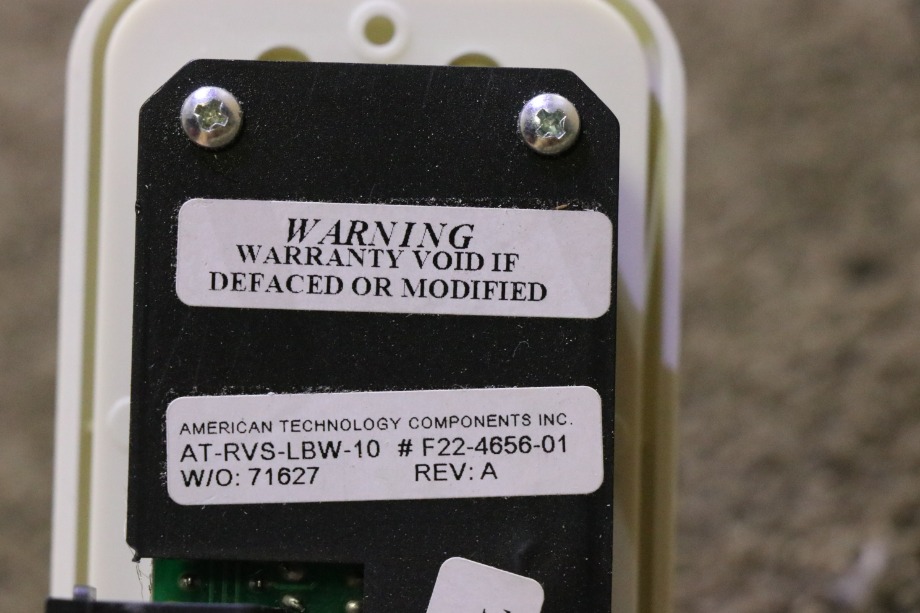 WARNING
WARRANTY VOID IF
DEFACED OR MODIFIED
AMERICAN TECHNOLOGY COMPONENTS INC.
AT-RVS-LBW-10 # F22-4656-01
W/O: 71627 REV: A